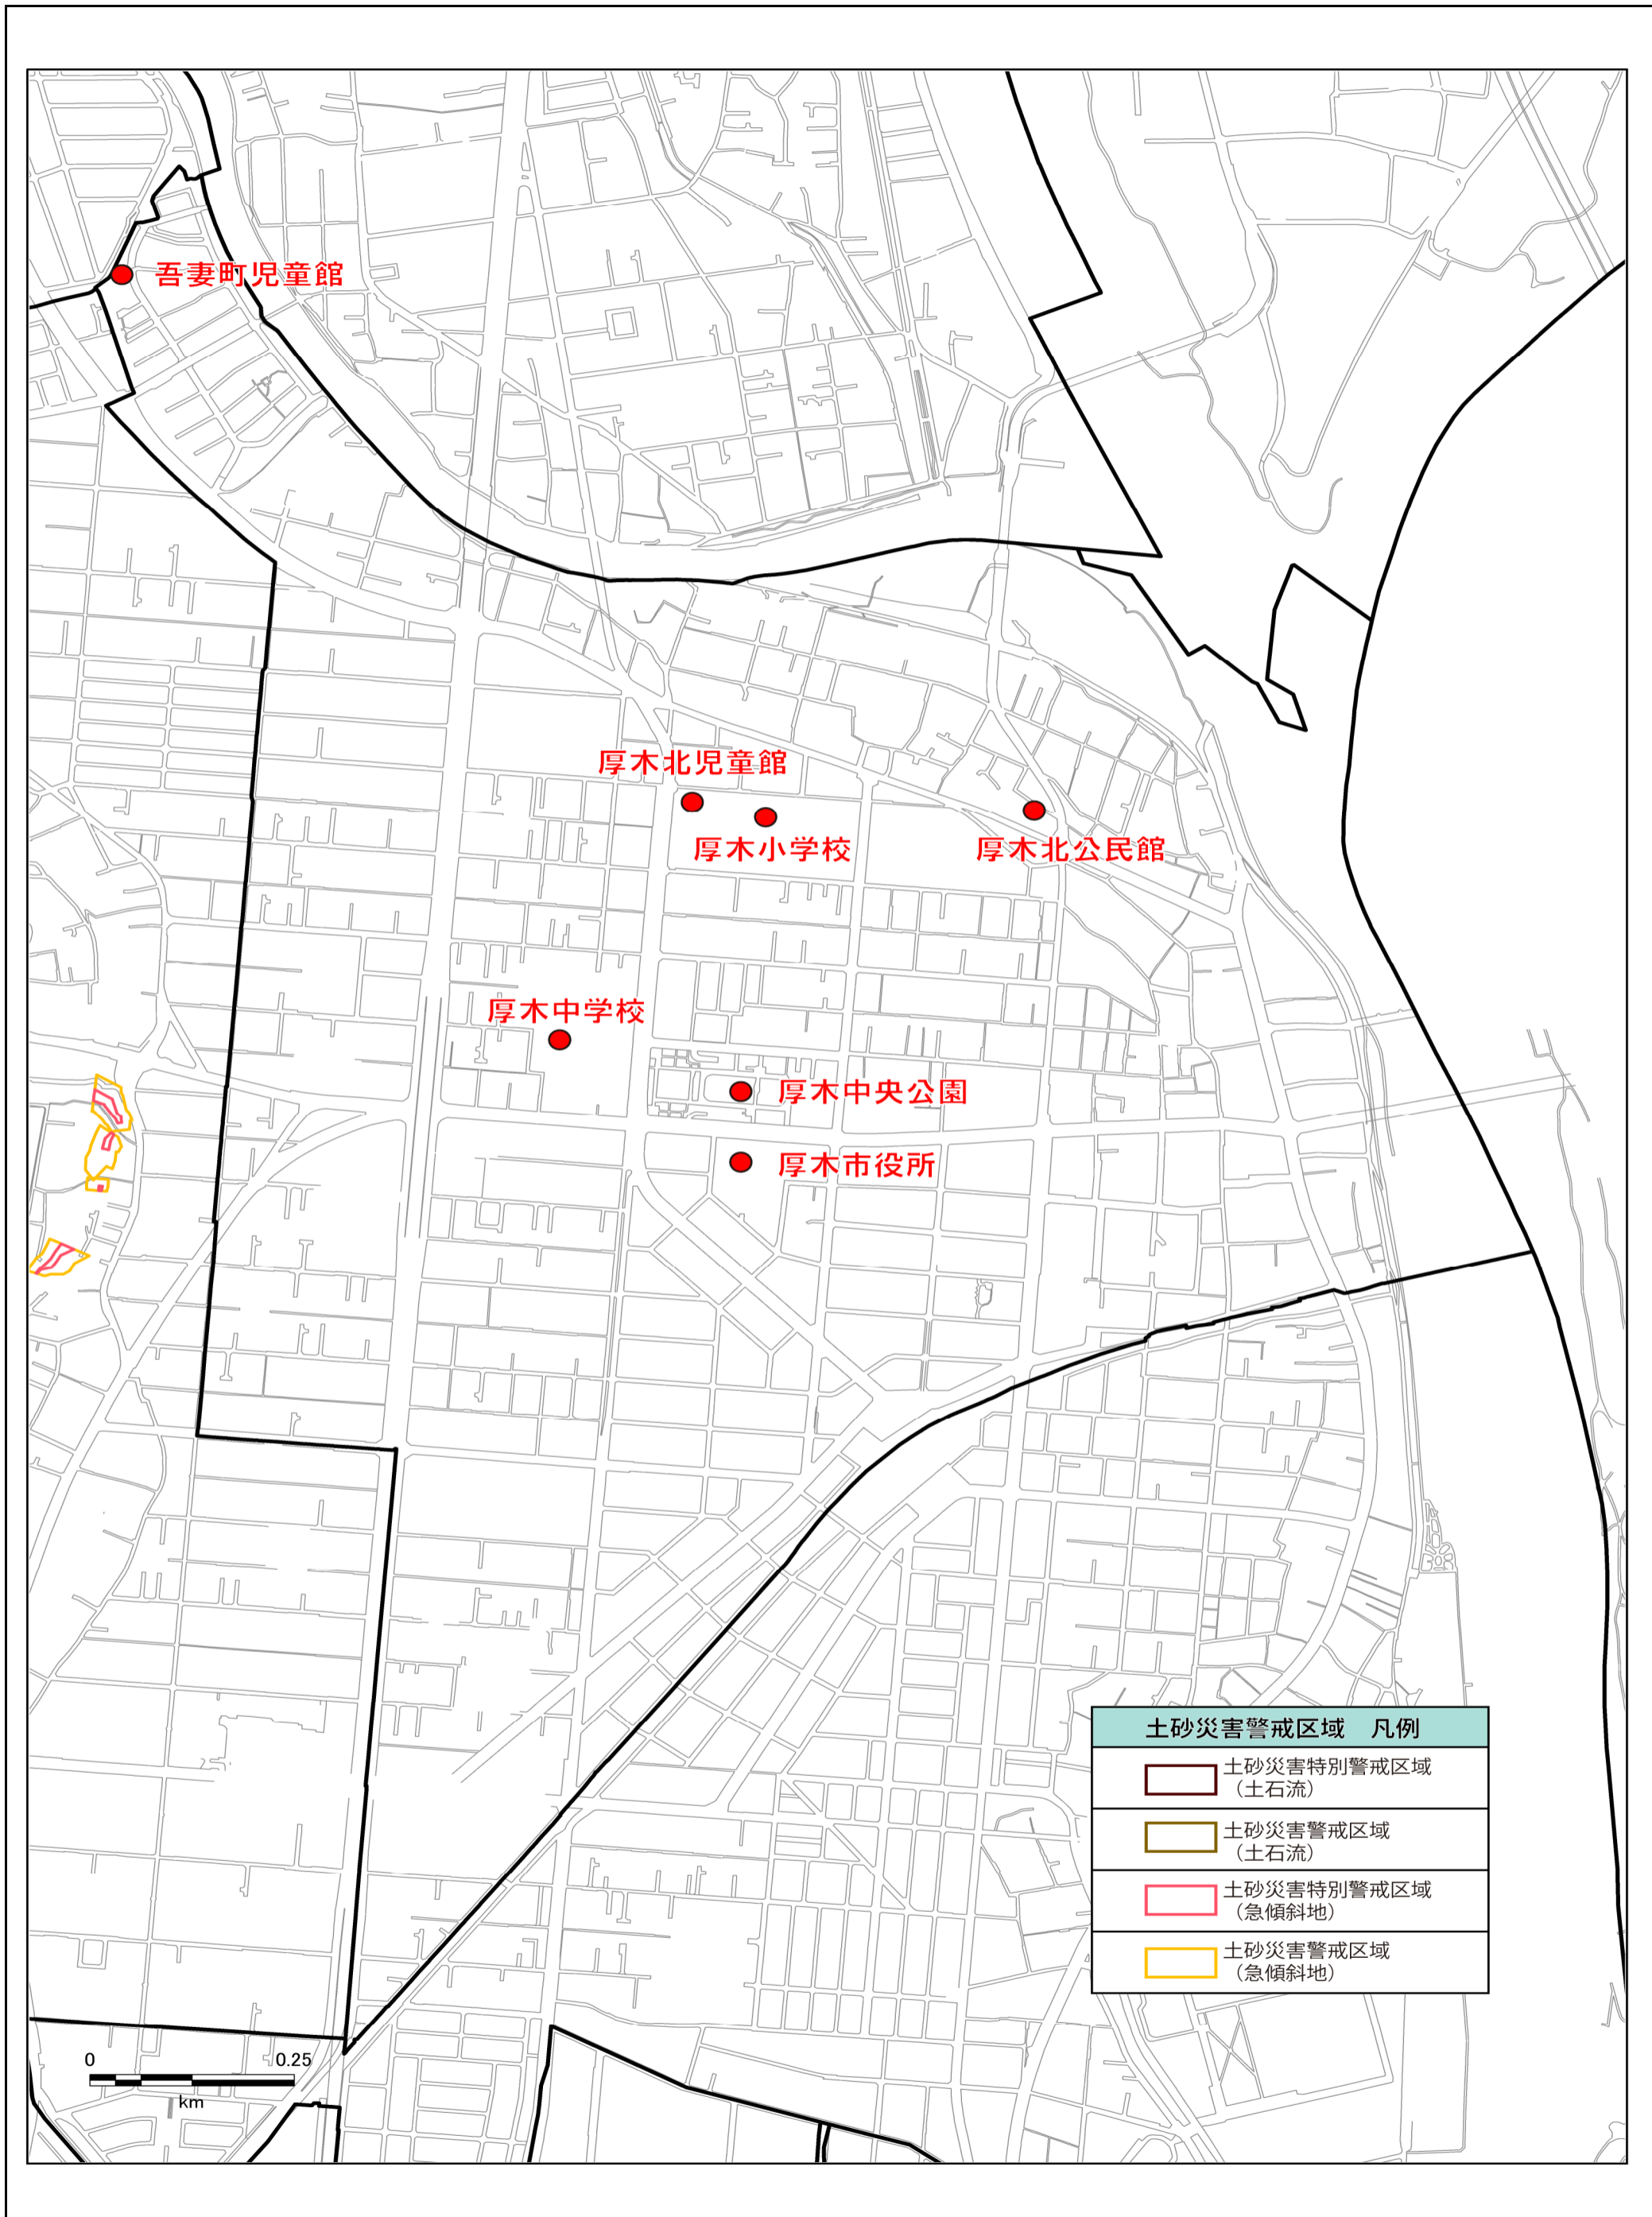 吾妻町児童館
厚木北児童館
厚木小学校
厚木北公民館
厚木中学校
厚木中央公園
厚木市役所
土砂災害警戒区域　凡例
土砂災害特別警戒区域
（土石流）
土砂災害警戒区域
（土石流）
土砂災害特別警戒区域
（急傾斜地）
土砂災害警戒区域
（急傾斜地）
0 0.25
km